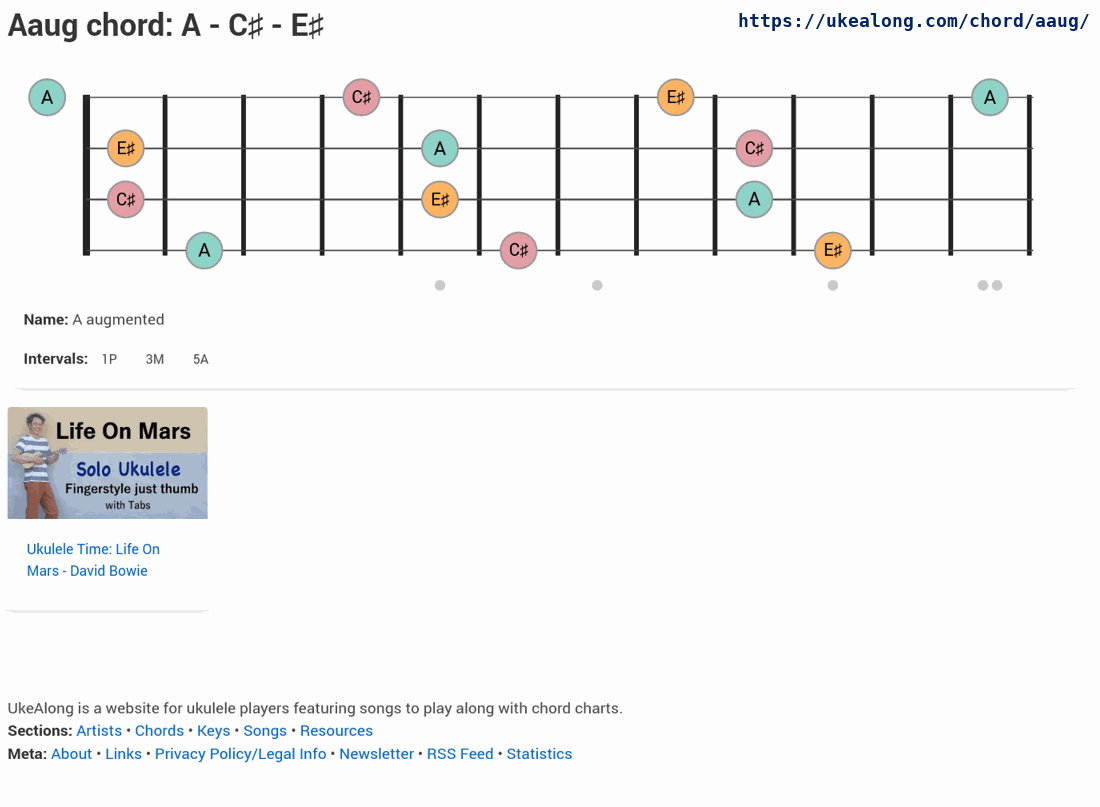 Aaug chord: A - C♯ - E♯
https://ukealong.com/chord/aaug/
A C♯ E♯ A
E♯ A C♯
C♯ E♯ A
A C♯ E♯
Name: A augmented
Intervals: 1P 3M 5A
Life On Mars
Solo Ukulele
Fingerstyle just thumb
with Tabs
Ukulele Time: Life On
Mars - David Bowie
UkeAlong is a website for ukulele players featuring songs to play along with chord charts.
Sections: Artists • Chords • Keys • Songs • Resources
Meta: About • Links • Privacy Policy/Legal Info • Newsletter • RSS Feed • Statistics